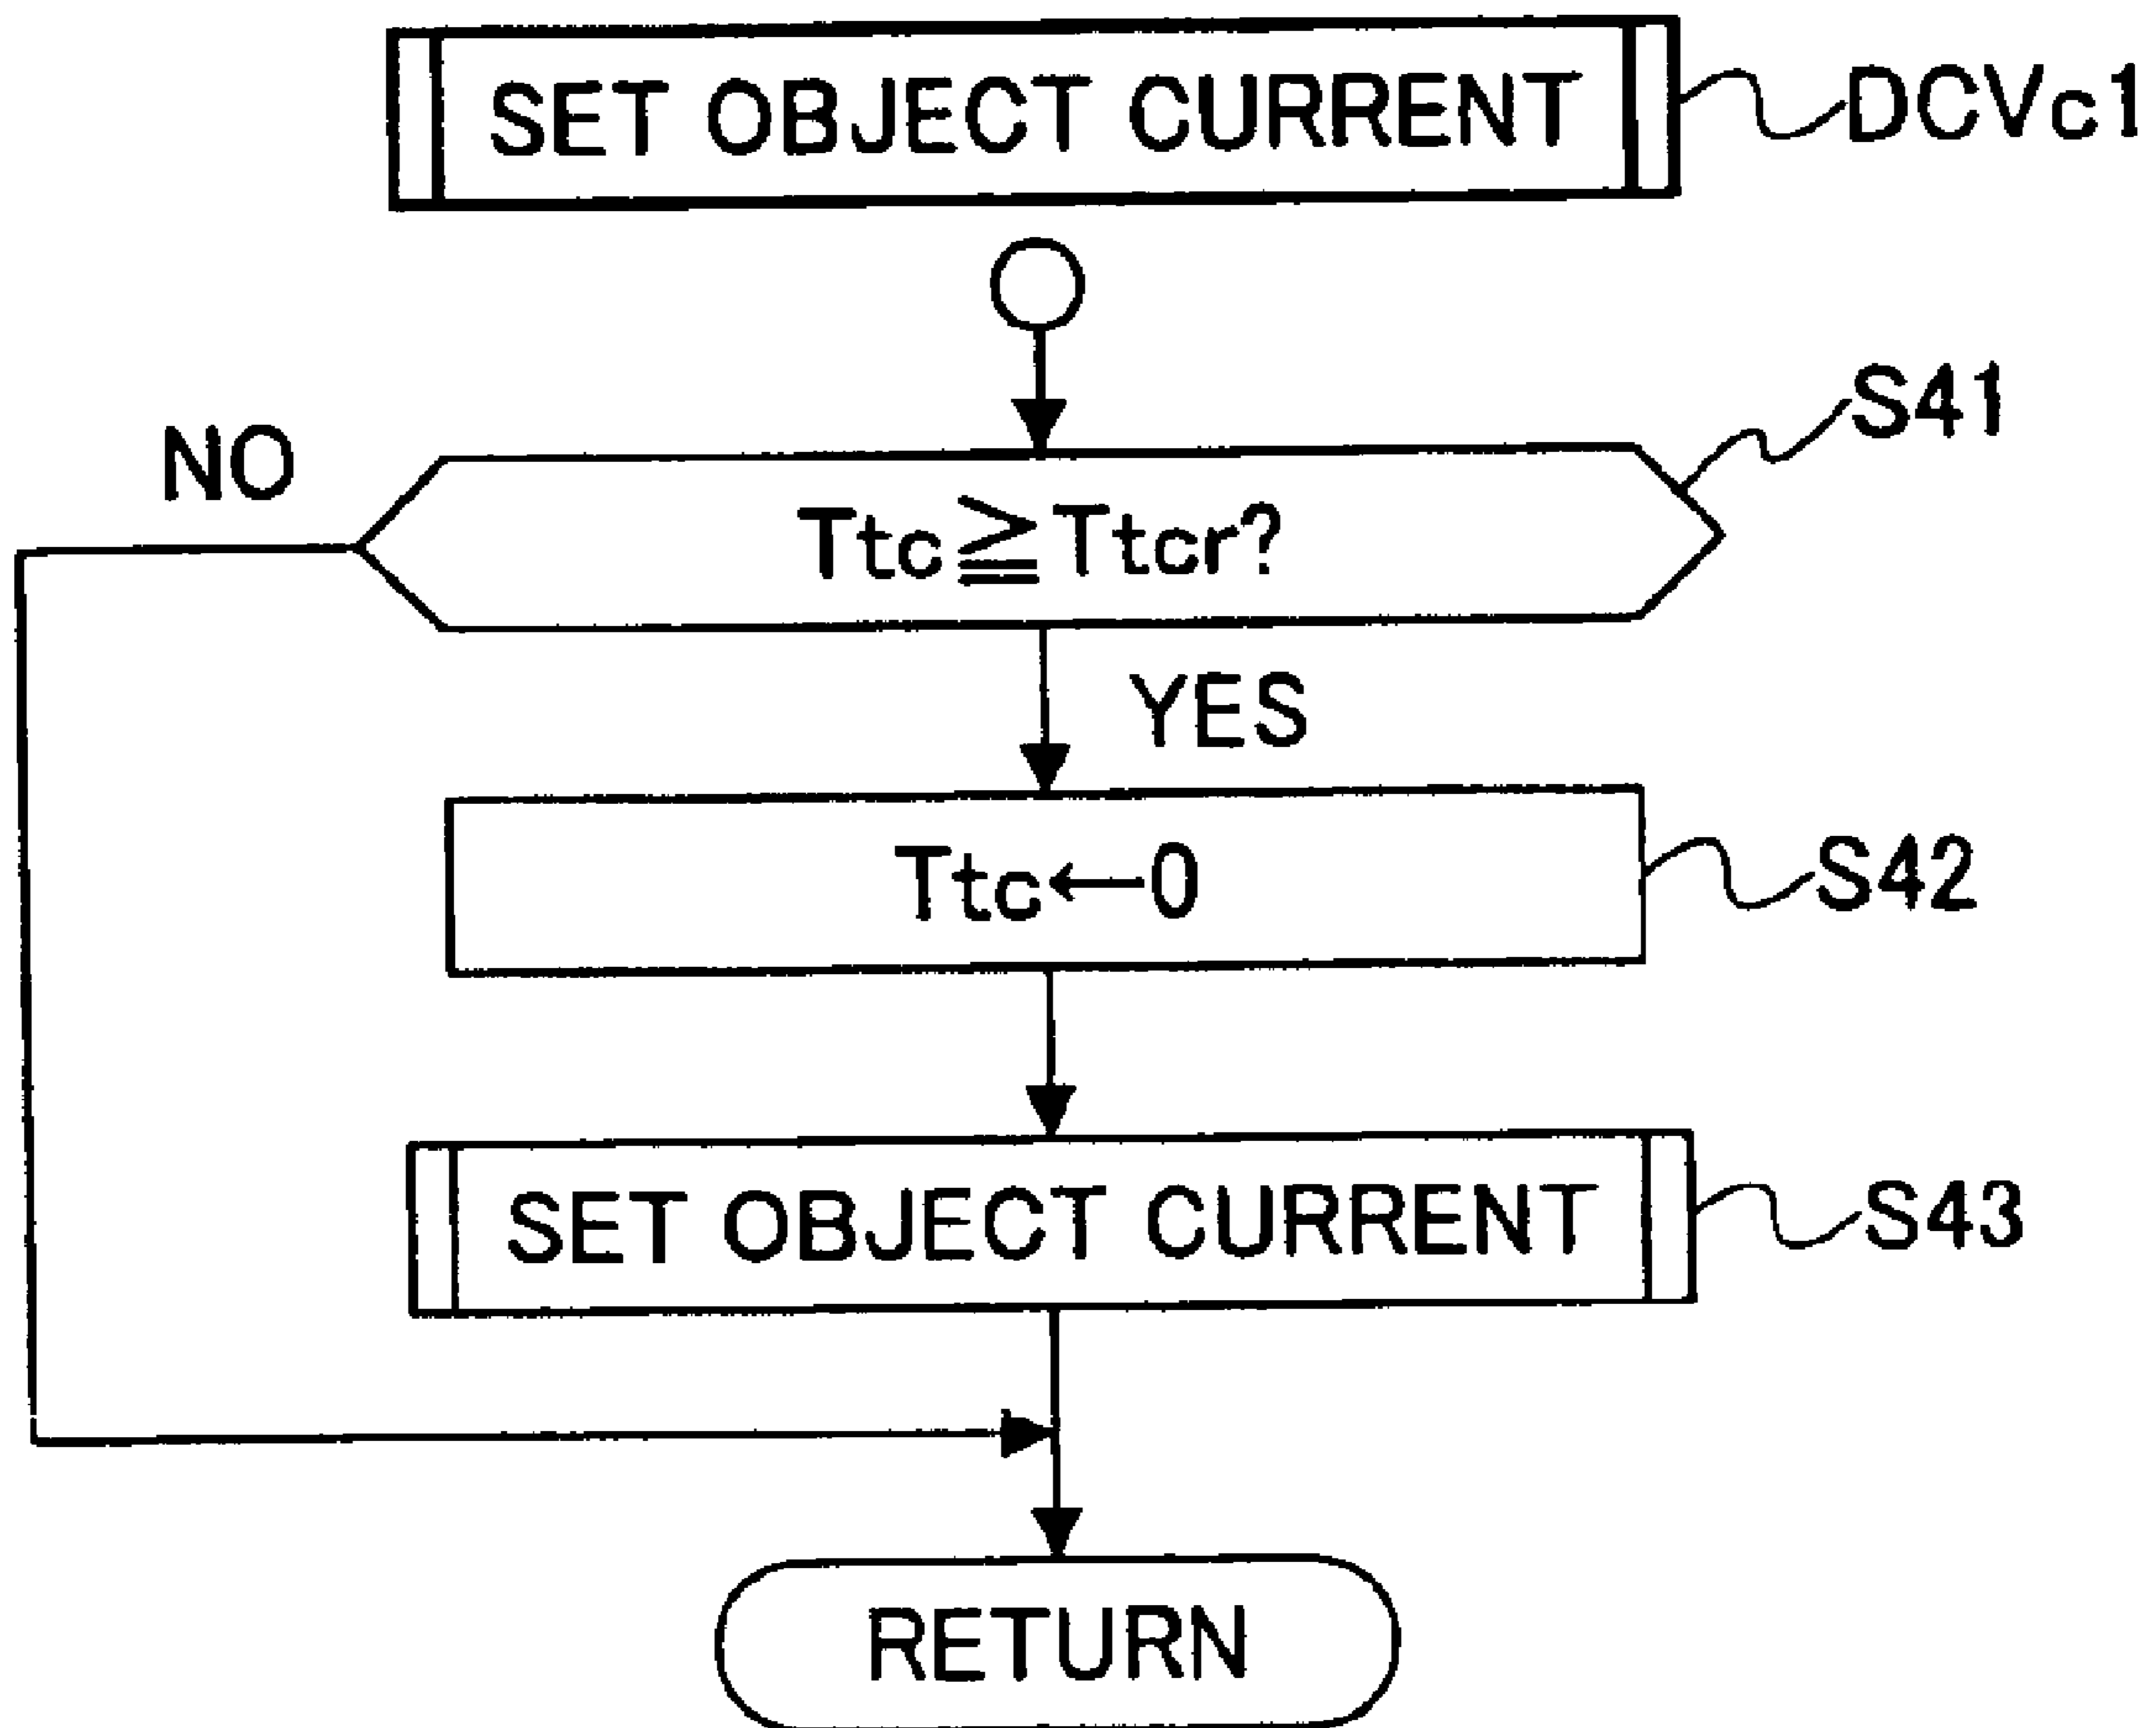 SET OBJECT CURRENT DCVc1
S41
NO
Ttc≧Ttcr?
YES
Ttc←0 S42
SET OBJECT CURRENT S43
RETURN